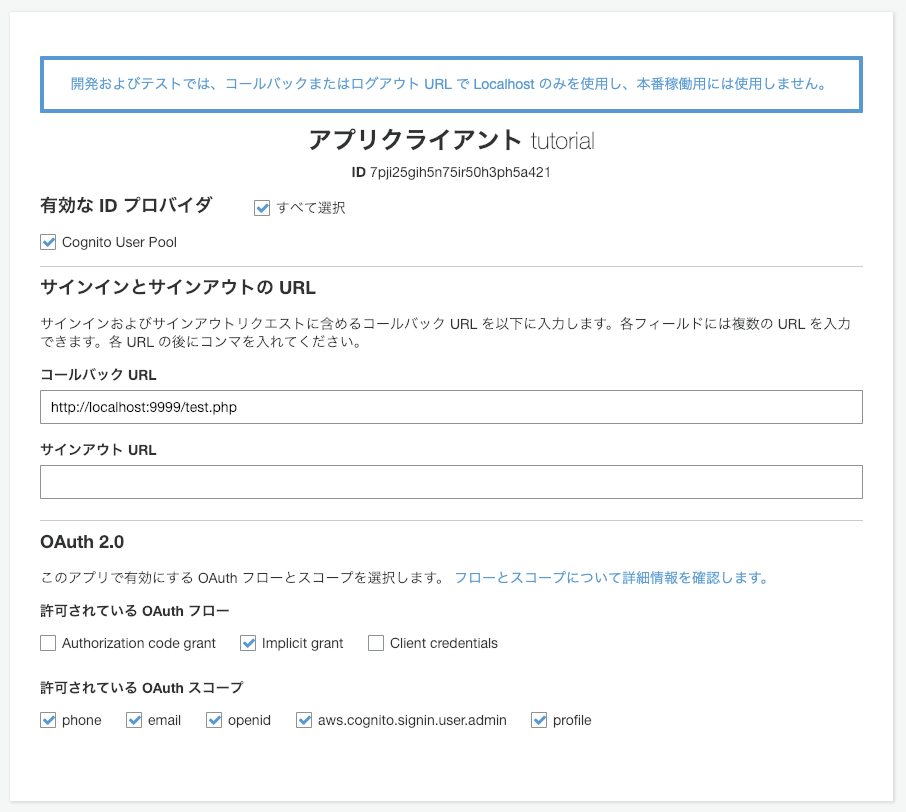 開発およびテストでは、コールバックまたはログアウト URL で Localhost のみを使用し、本番稼働用には使用しません。
アプリクライアント tutorial
ID 7pji25gih5n75ir50h3ph5a421
有効な ID プロバイダ すべて選択
Cognito User Pool
サインインとサインアウトの URL
サインインおよびサインアウトリクエストに含めるコールバック URL を以下に入力します。各フィールドには複数の URL を入力
できます。各 URL の後にコンマを入れてください。
コールバック URL
http://localhost:9999/test.php
サインアウト URL
OAuth 2.0
このアプリで有効にする OAuth フローとスコープを選択します。 フローとスコープについて詳細情報を確認します。
許可されている OAuth フロー
Authorization code grant Implicit grant Client credentials
許可されている OAuth スコープ
phone email openid aws.cognito.signin.user.admin profile